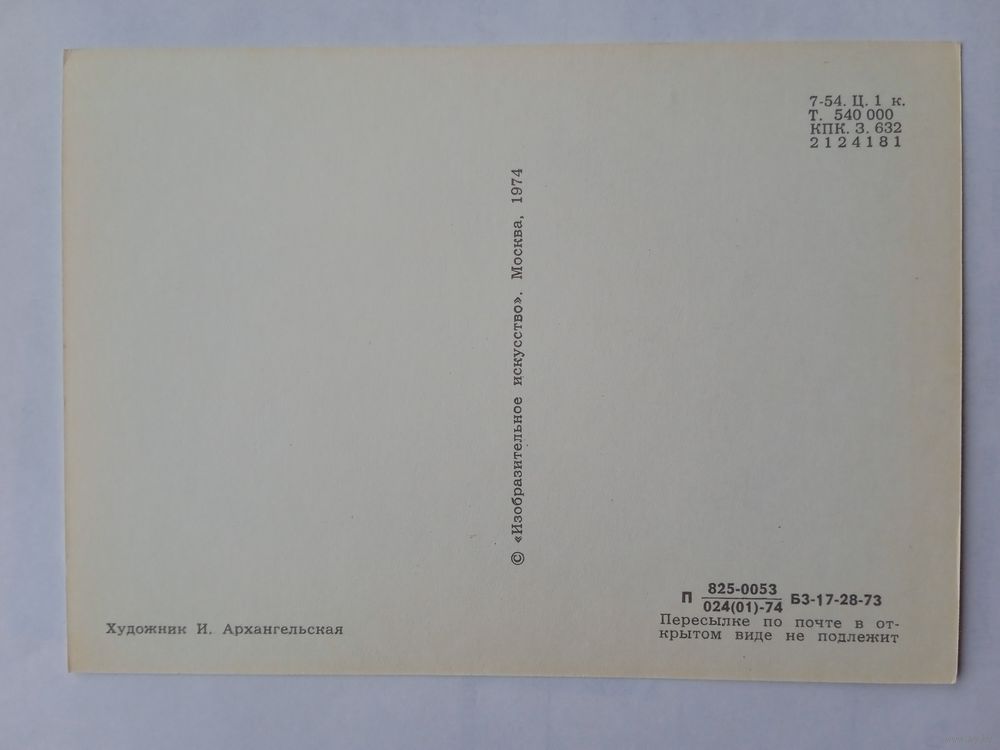 7-54. Ц. 1 к.
Т. 540 000
КПК. З. 632
2124181
© «Изобразительное искусство». Москва, 1974
Художник И. Архангельская
П 825-0053
024(01)-74 БЗ-17-28-73
Пересылке по почте в от-
крытом виде не подлежит